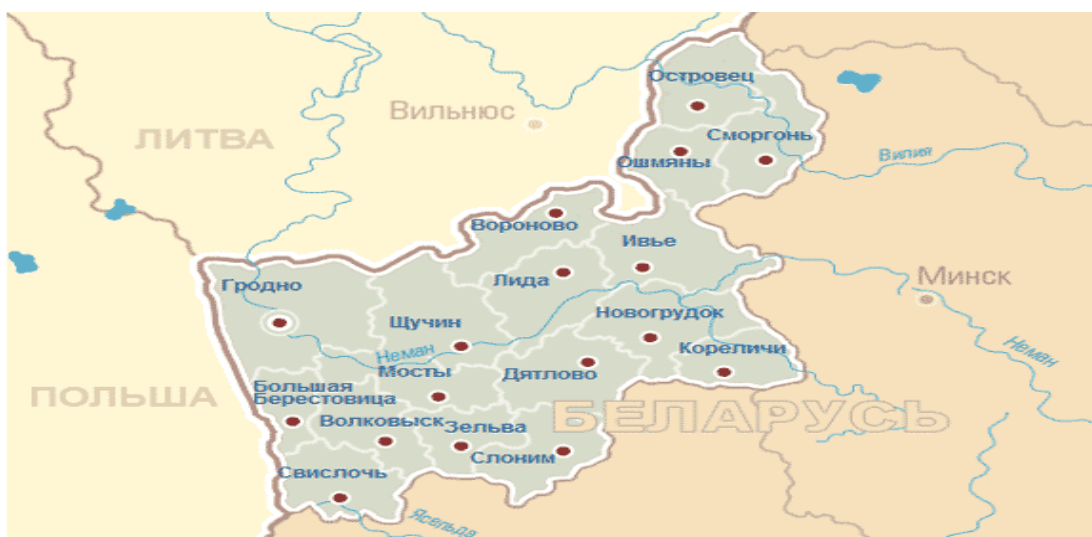 Островец
Вильнюс
ЛИТВА
Сморгонь
Ошмяны
Вилия
Вороново
Ивье
Гродно
Лида
Минск
Щучин
Новогрудок
Неман
Кореличи
Неман
Мосты
Дятлово
ПОЛЬША
Большая
Берестовица
БЕЛАРУСЬ
Волковыск
Зельва
Слоним
Свислочь
Ясельда